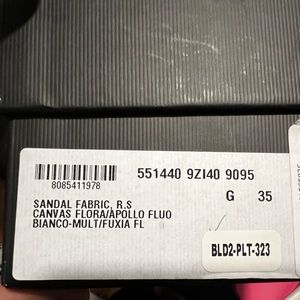 551440 9ZI40 9095
8085411978
G 35
SANDAL FABRIC, R.S
CANVAS FLORA/APOLLO FLUO
BIANCO-MULT/FUXIA FL
BLD2-PLT-323